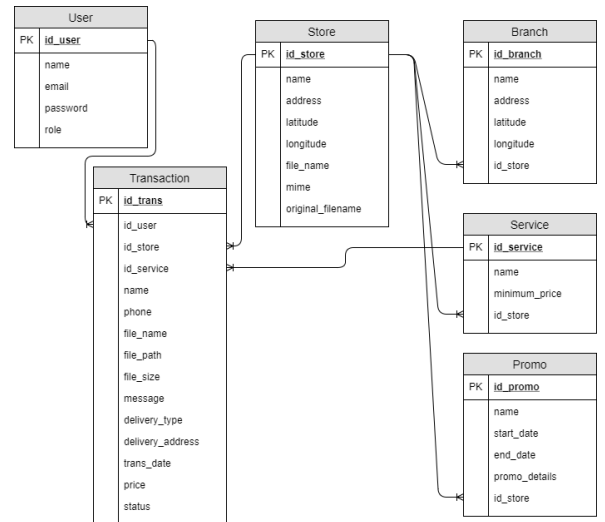 User
PK id_user
name
email
password
role
Transaction
PK id_trans
id_user
id_store
id_service
name
phone
file_name
file_path
file_size
message
delivery_type
delivery_address
trans_date
price
status
Store
PK id_store
name
address
latitude
longitude
file_name
mime
original_filename
Branch
PK id_branch
name
address
latitude
longitude
id_store
Service
PK id_service
name
minimum_price
id_store
Promo
PK id_promo
name
start_date
end_date
promo_details
id_store